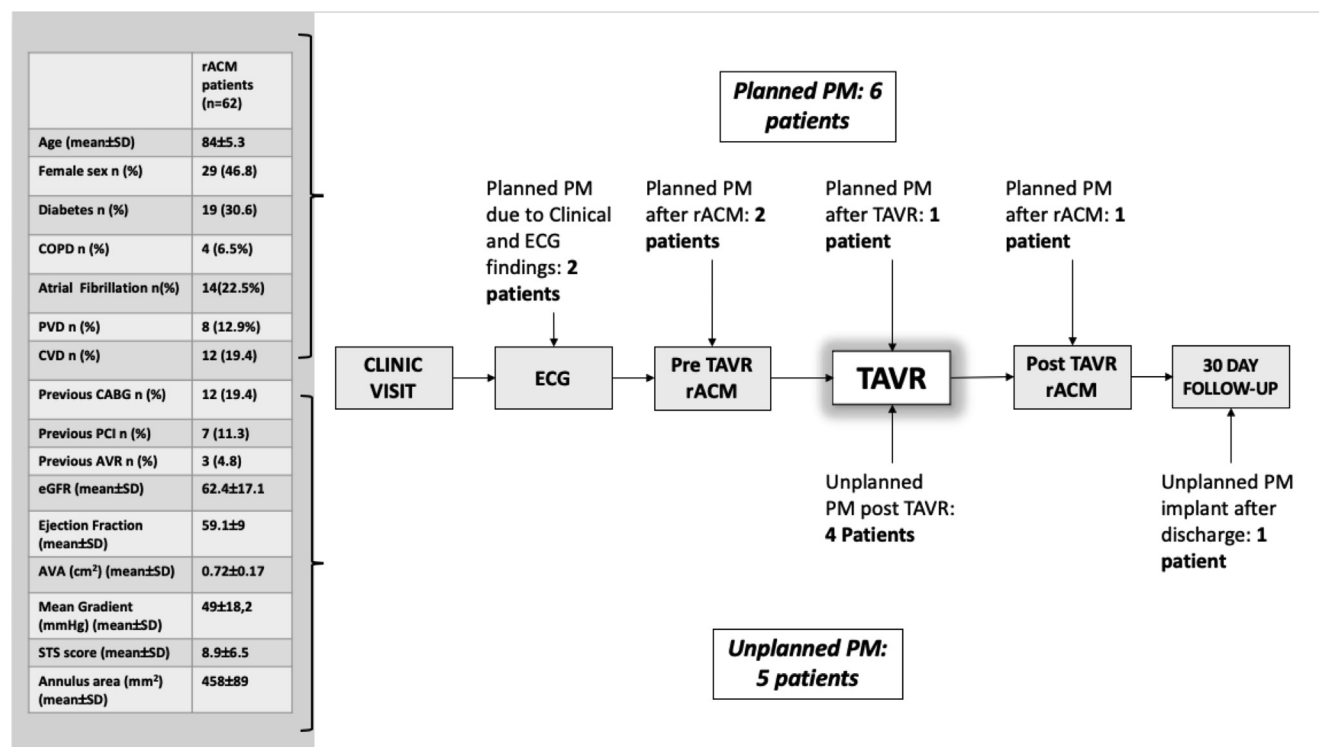 rACM
patients
(n=62)
Age (mean±SD) 84±5.3
Female sex n (%) 29 (46.8)
Diabetes n (%) 19 (30.6)
COPD n (%) 4 (6.5%)
Atrial Fibrillation n(%) 14(22.5%)
PVD n (%) 8 (12.9%)
CVD n (%) 12 (19.4)
Previous CABG n (%) 12 (19.4)
Previous PCI n (%) 7 (11.3)
Previous AVR n (%) 3 (4.8)
eGFR (mean±SD) 62.4±17.1
Ejection Fraction
(mean±SD) 59.1±9
AVA (cm²) (mean±SD) 0.72±0.17
Mean Gradient
(mmHg) (mean±SD) 49±18,2
STS score (mean±SD) 8.9±6.5
Annulus area (mm²)
(mean±SD) 458±89
Planned PM: 6
patients
Planned PM
due to Clinical
and ECG
findings: 2
patients
Planned PM
after rACM: 2
patients
Planned PM
after TAVR: 1
patient
Planned PM
after rACM: 1
patient
CLINIC
VISIT
ECG
Pre TAVR
rACM
TAVR
Post TAVR
rACM
30 DAY
FOLLOW-UP
Unplanned
PM post TAVR:
4 Patients
Unplanned PM
implant after
discharge: 1
patient
Unplanned PM:
5 patients